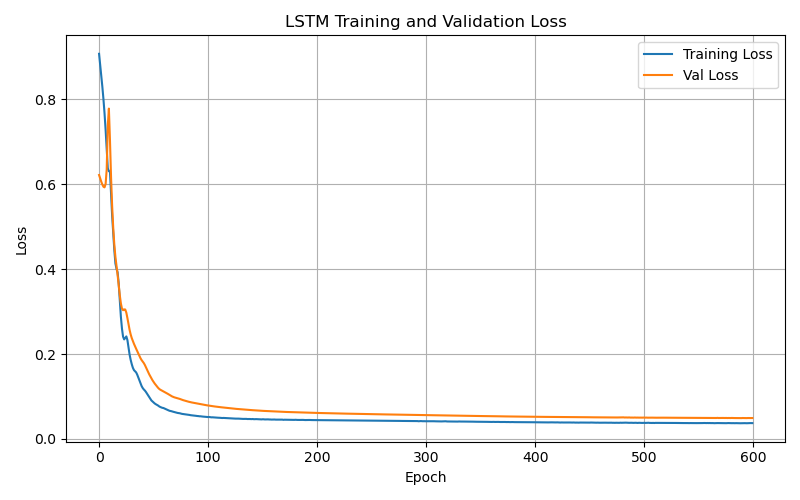 LSTM Training and Validation Loss
Training Loss
Val Loss
Loss
0.8
0.6
0.4
0.2
0.0
0 100 200 300 400 500 600
Epoch